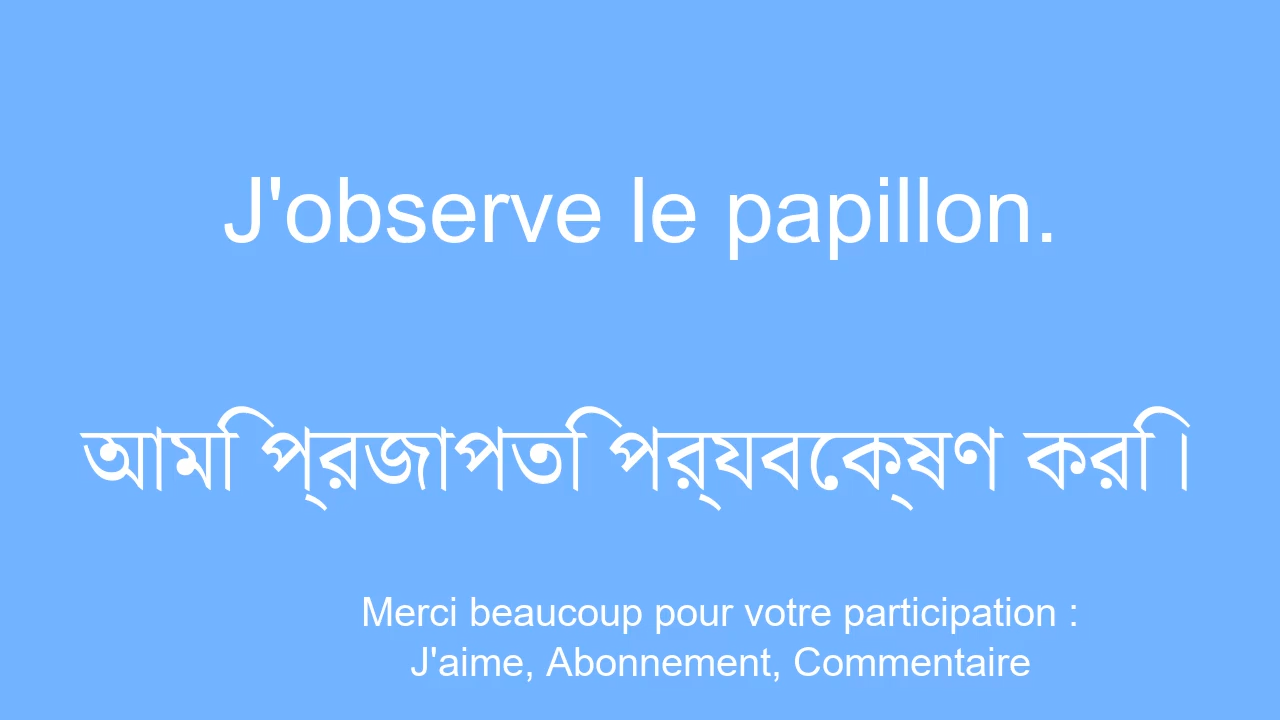 J'observe le papillon.
আমি প্রজাপতি পর্যবেক্ষণ করি।
Merci beaucoup pour votre participation :
J'aime, Abonnement, Commentaire